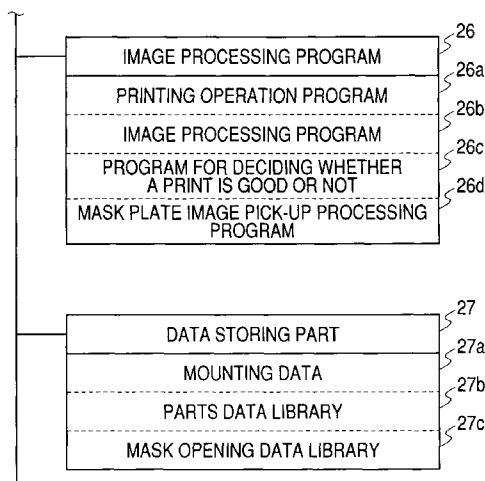 26
IMAGE PROCESSING PROGRAM
26a
PRINTING OPERATION PROGRAM
26b
IMAGE PROCESSING PROGRAM
26c
PROGRAM FOR DECIDING WHETHER
A PRINT IS GOOD OR NOT
26d
MASK PLATE IMAGE PICK-UP PROCESSING
PROGRAM
27
DATA STORING PART
27a
MOUNTING DATA
27b
PARTS DATA LIBRARY
27c
MASK OPENING DATA LIBRARY